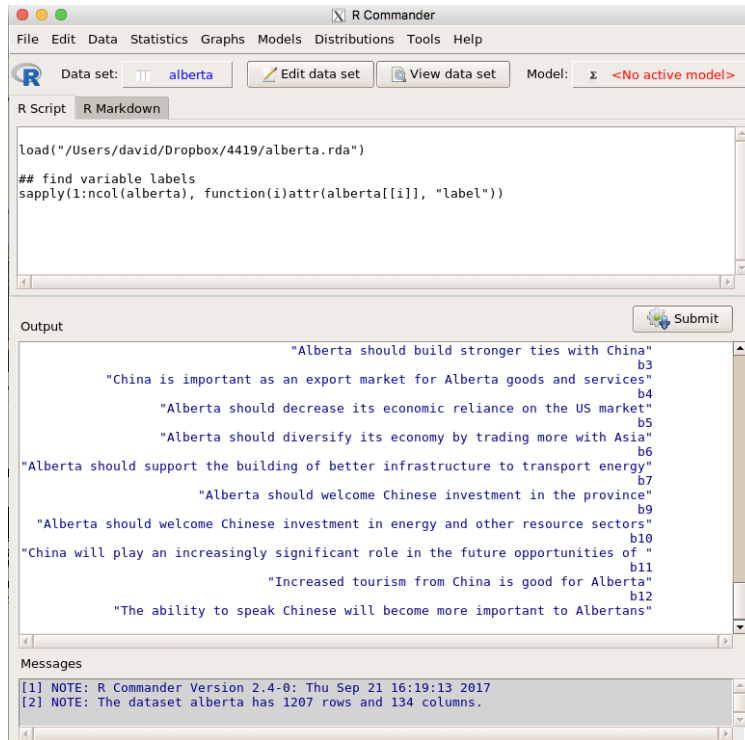 R Commander
File Edit Data Statistics Graphs Models Distributions Tools Help
R Data set: alberta Edit data set View data set Model: Σ <No active model>
R Script R Markdown
load("/Users/david/Dropbox/4419/alberta.rda")
## find variable labels
sapply(1:ncol(alberta), function(i)attr(alberta[[i]], "label"))
Submit
Output
"Alberta should build stronger ties with China"
b3
"China is important as an export market for Alberta goods and services"
b4
"Alberta should decrease its economic reliance on the US market"
b5
"Alberta should diversify its economy by trading more with Asia"
b6
"Alberta should support the building of better infrastructure to transport energy"
b7
"Alberta should welcome Chinese investment in the province"
b9
"Alberta should welcome Chinese investment in energy and other resource sectors"
b10
"China will play an increasingly significant role in the future opportunities of "
b11
"Increased tourism from China is good for Alberta"
b12
"The ability to speak Chinese will become more important to Albertans"
Messages
[1] NOTE: R Commander Version 2.4-0: Thu Sep 21 16:19:13 2017
[2] NOTE: The dataset alberta has 1207 rows and 134 columns.